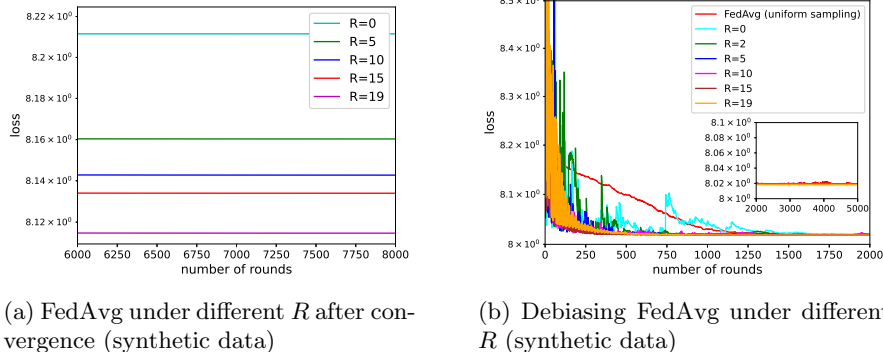 8.22 × 10⁰
8.20 × 10⁰
8.18 × 10⁰
8.16 × 10⁰
8.14 × 10⁰
8.12 × 10⁰
loss
R=0
R=5
R=10
R=15
R=19
6000 6250 6500 6750 7000 7250 7500 7750 8000
number of rounds
(a) FedAvg under different R after con-
vergence (synthetic data)
8.5 × 10⁰
8.4 × 10⁰
8.3 × 10⁰
8.2 × 10⁰
8.1 × 10⁰
8 × 10⁰
loss
FedAvg (uniform sampling)
R=0
R=2
R=5
R=10
R=15
R=19
8.1 × 10⁰
8.08 × 10⁰
8.06 × 10⁰
8.04 × 10⁰
8.02 × 10⁰
8 × 10⁰
2000 3000 4000 5000
0 250 500 750 1000 1250 1500 1750 2000
number of rounds
(b) Debiasing FedAvg under different
R (synthetic data)